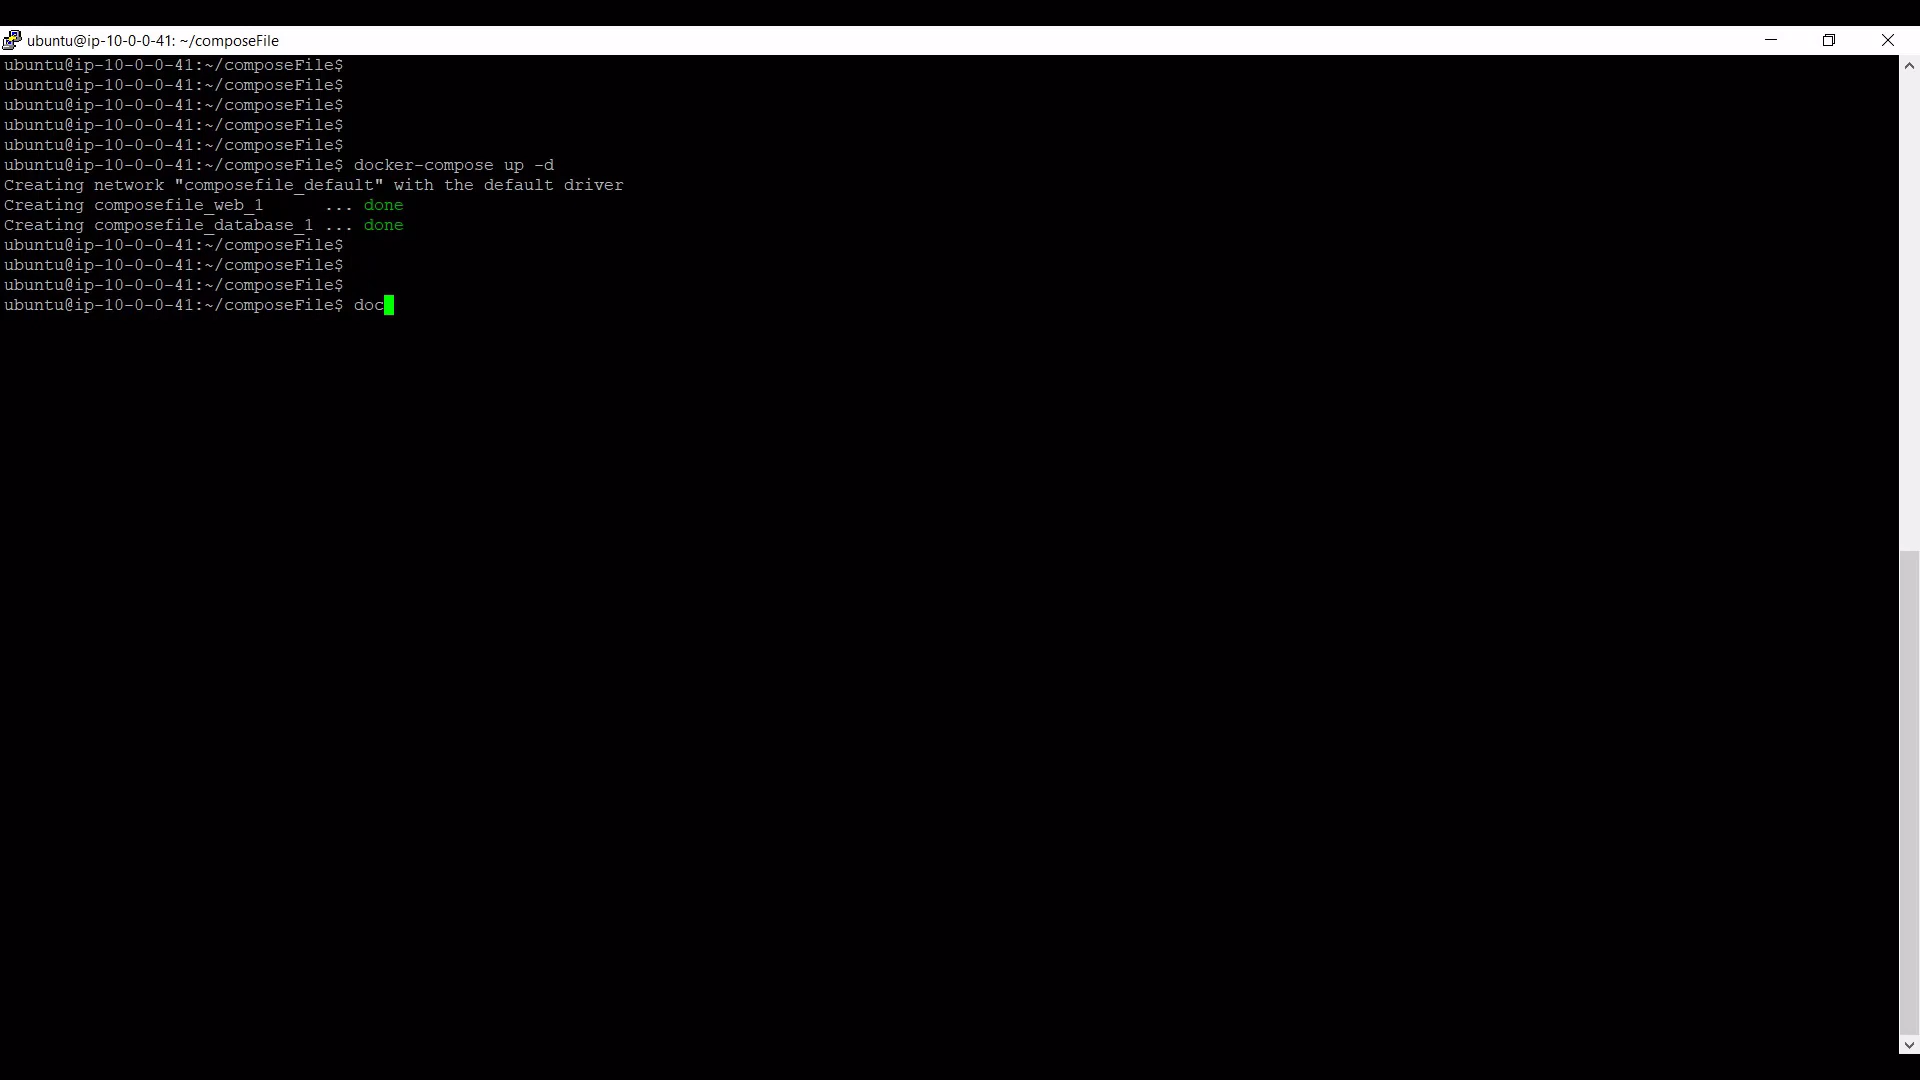 ubuntu@ip-10-0-0-41: ~/composeFile
ubuntu@ip-10-0-0-41:~/composeFile$
ubuntu@ip-10-0-0-41:~/composeFile$
ubuntu@ip-10-0-0-41:~/composeFile$
ubuntu@ip-10-0-0-41:~/composeFile$
ubuntu@ip-10-0-0-41:~/composeFile$
ubuntu@ip-10-0-0-41:~/composeFile$ docker-compose up -d
Creating network "composefile_default" with the default driver
Creating composefile_web_1      ... done
Creating composefile_database_1 ... done
ubuntu@ip-10-0-0-41:~/composeFile$
ubuntu@ip-10-0-0-41:~/composeFile$
ubuntu@ip-10-0-0-41:~/composeFile$
ubuntu@ip-10-0-0-41:~/composeFile$ doc